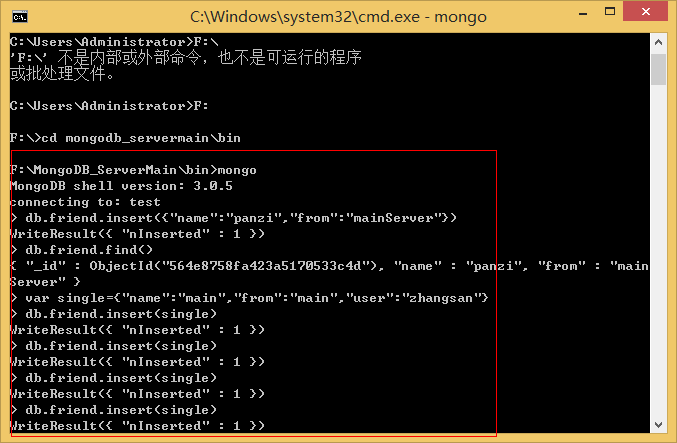 C:\Windows\system32\cmd.exe - mongo
C:\Users\Administrator>F:\
'F:\' 不是内部或外部命令，也不是可运行的程序
或批处理文件。
C:\Users\Administrator>F:
F:\>cd mongodb_servermain\bin
F:\MongoDB_ServerMain\bin>mongo
MongoDB shell version: 3.0.5
connecting to: test
> db.friend.insert({"name":"panzi","from":"mainServer"})
WriteResult({ "nInserted" : 1 })
> db.friend.find()
{ "_id" : ObjectId("564e8758fa423a5170533c4d"), "name" : "panzi", "from" : "main
Server" }
> var single={"name":"main","from":"main","user":"zhangsan"}
> db.friend.insert(single)
WriteResult({ "nInserted" : 1 })
> db.friend.insert(single)
WriteResult({ "nInserted" : 1 })
> db.friend.insert(single)
WriteResult({ "nInserted" : 1 })
> db.friend.insert(single)
WriteResult({ "nInserted" : 1 })